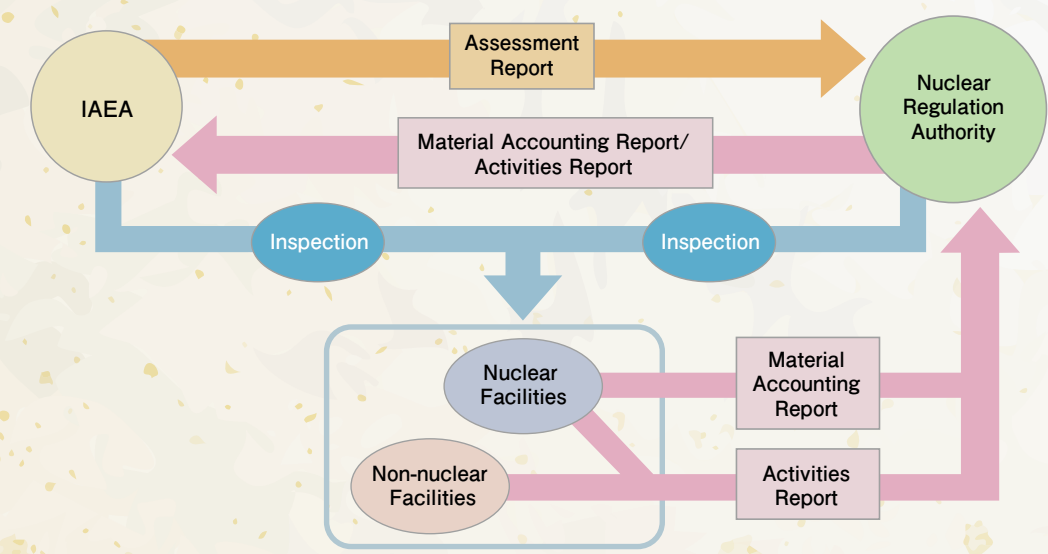 Assessment
Report
IAEA
Nuclear
Regulation
Authority
Material Accounting Report/
Activities Report
Inspection
Inspection
Nuclear
Facilities
Material
Accounting
Report
Non-nuclear
Facilities
Activities
Report